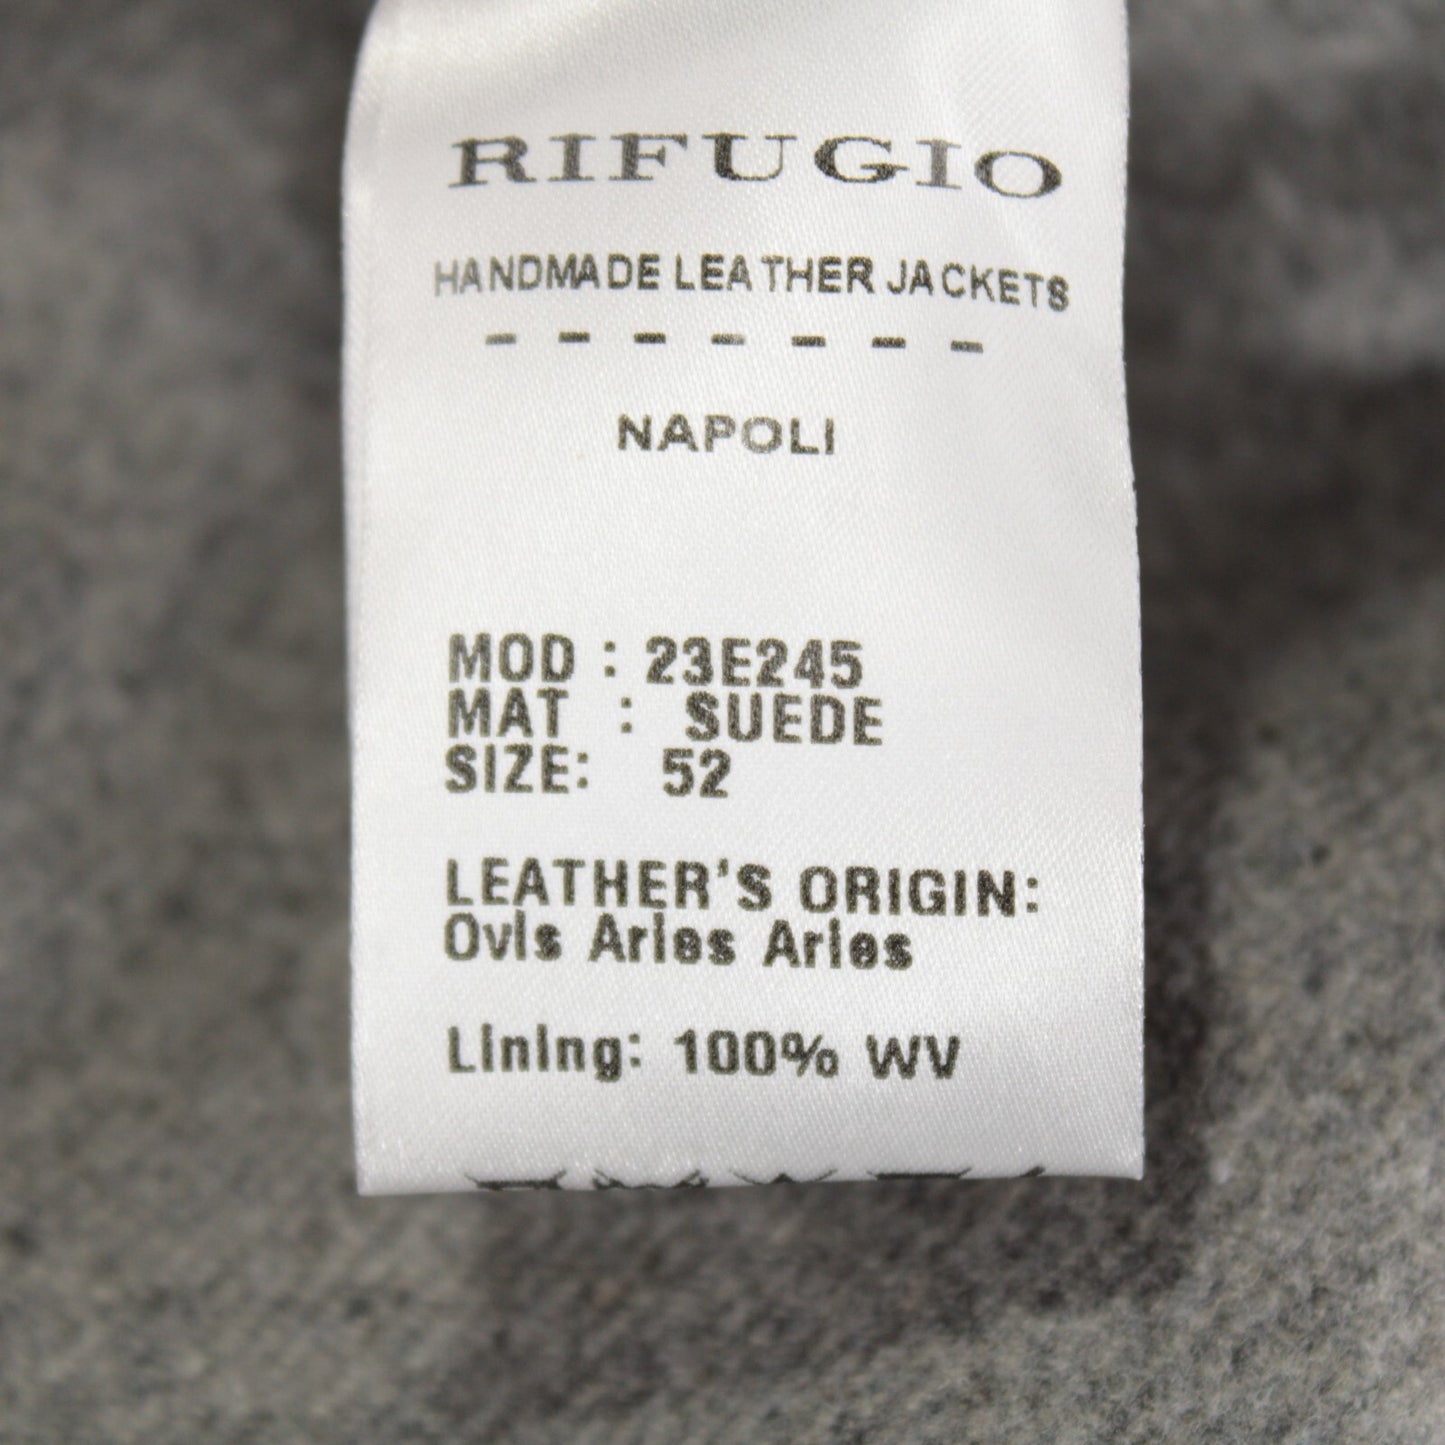 RIFUGIO
HANDMADE LEATHER JACKETS
- - - - - - -
NAPOLI
MOD : 23E245
MAT : SUEDE
SIZE: 52
LEATHER'S ORIGIN:
Ovis Aries Aries
Lining: 100% WV